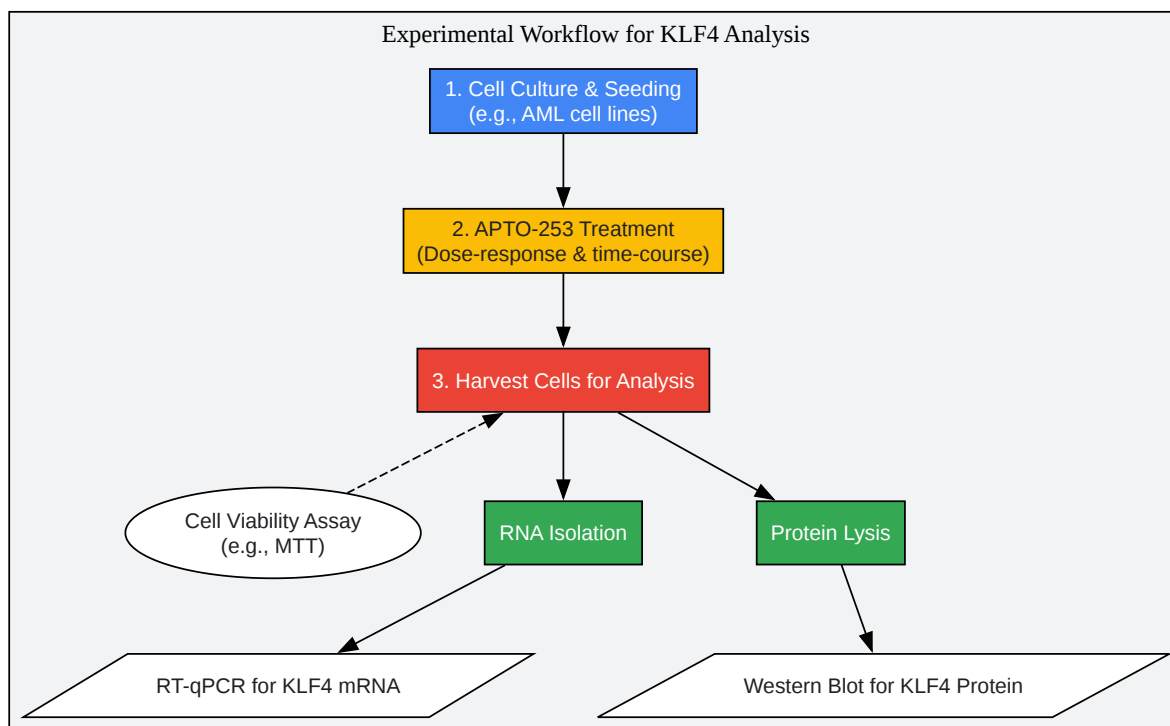 Experimental Workflow for KLF4 Analysis
1. Cell Culture & Seeding
(e.g., AML cell lines)
2. APTO-253 Treatment
(Dose-response & time-course)
3. Harvest Cells for Analysis
Cell Viability Assay
(e.g., MTT)
RNA Isolation
Protein Lysis
RT-qPCR for KLF4 mRNA
Western Blot for KLF4 Protein